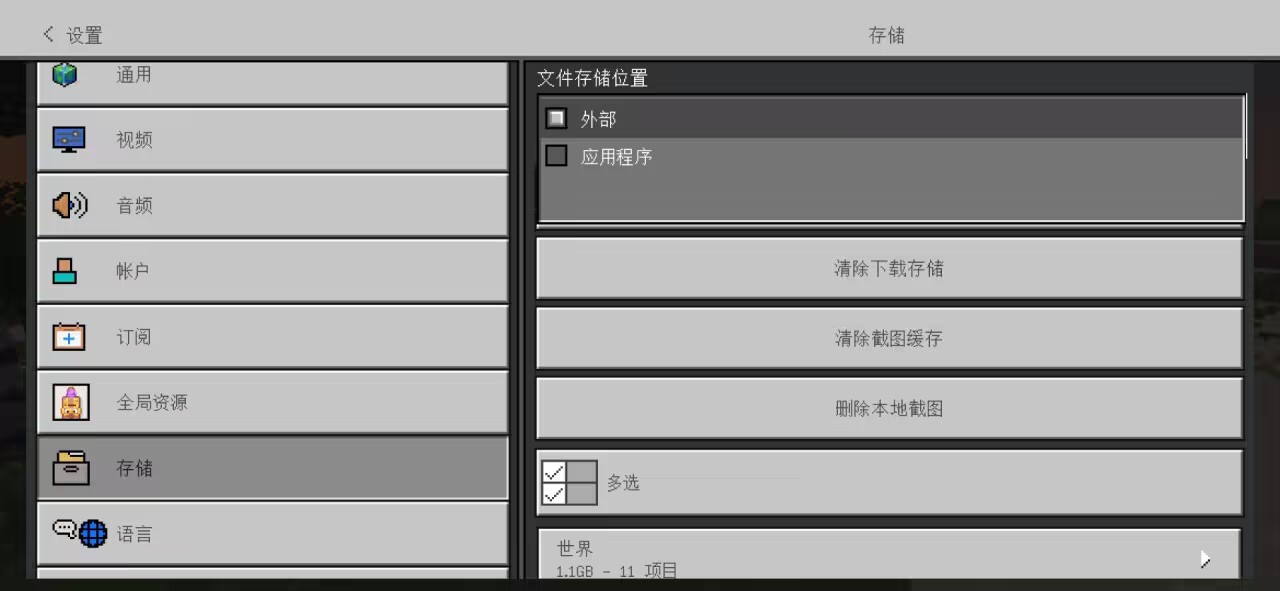 设置
存储
通用
视频
音频
帐户
订阅
全局资源
存储
语言
文件存储位置
外部
应用程序
清除下载存储
清除截图缓存
删除本地截图
多选
世界
1.1GB - 11 项目